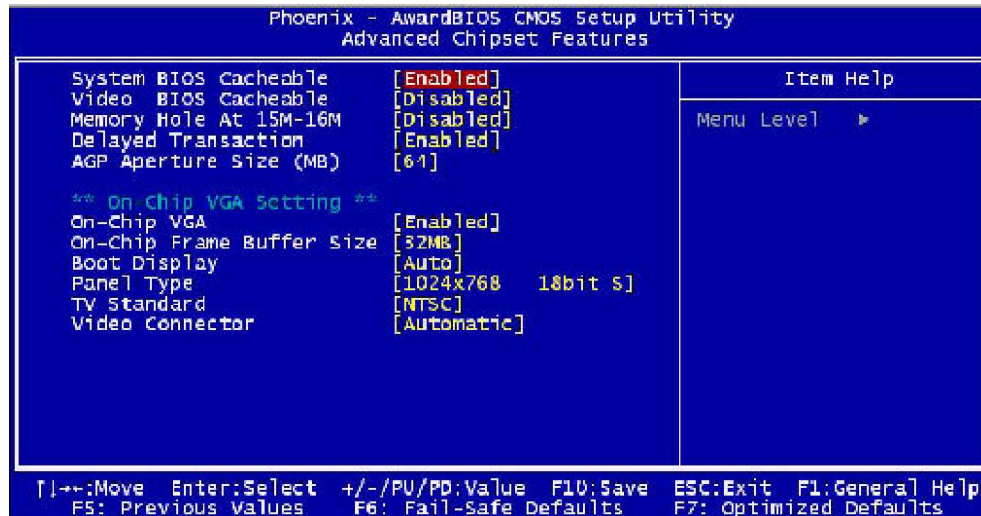 Phoenix - AwardBIOS CMOS Setup Utility
Advanced Chipset Features
System BIOS Cacheable [Enabled]
Video BIOS Cacheable [Disabled]
Memory Hole At 15M-16M [Disabled]
Delayed Transaction [Enabled]
AGP Aperture Size (MB) [64]
** On-Chip VGA Setting **
On-Chip VGA [Enabled]
On-Chip Frame Buffer Size [32MB]
Boot Display [Auto]
Panel Type [1024x768 18bit S]
TV Standard [NTSC]
Video Connector [Automatic]
Item Help
Menu Level ►
↑↓→←:Move Enter:Select +/-/PU/PD:Value F10:Save ESC:Exit F1:General Help
F5: Previous Values F6: Fail-Safe Defaults F7: Optimized Defaults